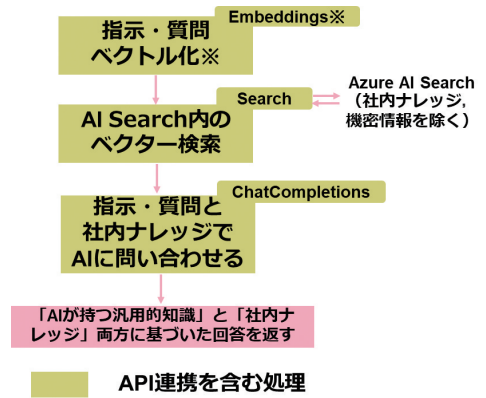 Embeddings※
指示・質問
ベクトル化※
Search
Azure AI Search
（社内ナレッジ,
機密情報を除く）
AI Search内の
ベクター検索
ChatCompletions
指示・質問と
社内ナレッジで
AIに問い合わせる
「AIが持つ汎用的知識」と「社内ナ
レッジ」両方に基づいた回答を返す
API連携を含む処理